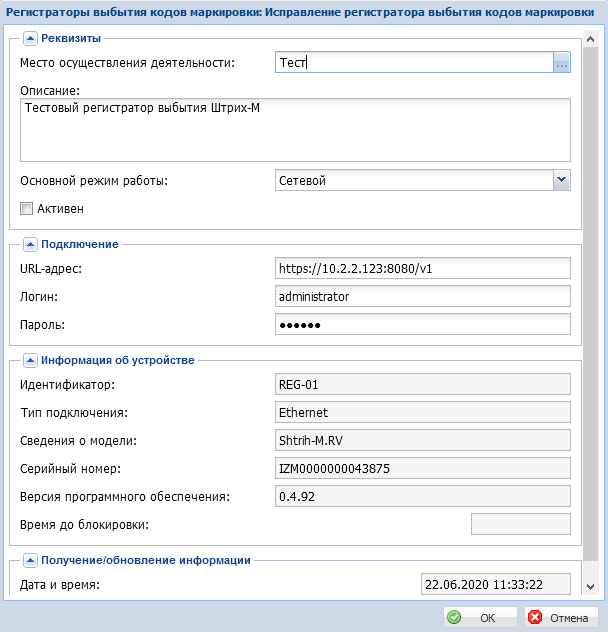 Регистраторы выбытия кодов маркировки: Исправление регистратора выбытия кодов маркировки
Реквизиты
Место осуществления деятельности: Тест ...
Описание:
Тестовый регистратор выбытия Штрих-М
Основной режим работы: Сетевой
Активен
Подключение
URL-адрес: https://10.2.2.123:8080/v1
Логин: administrator
Пароль: ●●●●●●
Информация об устройстве
Идентификатор: REG-01
Тип подключения: Ethernet
Сведения о модели: Shtrih-M.RV
Серийный номер: IZM0000000043875
Версия программного обеспечения: 0.4.92
Время до блокировки:
Получение/обновление информации
Дата и время: 22.06.2020 11:33:22
ОК Отмена